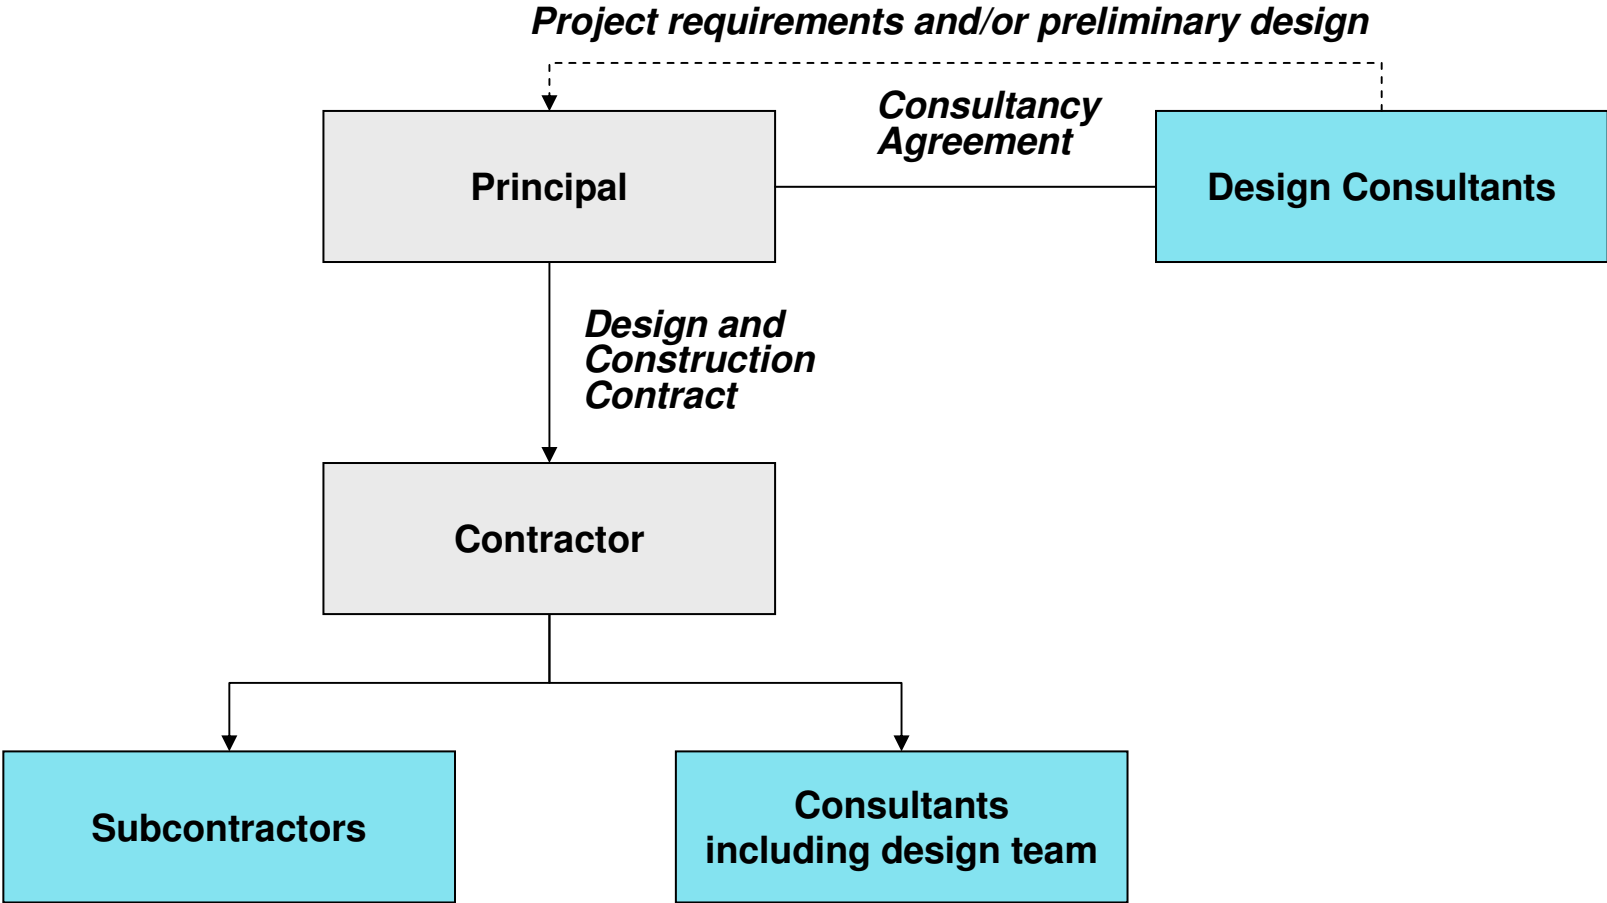 Project requirements and/or preliminary design
Consultancy
Agreement
Principal
Design Consultants
Design and
Construction
Contract
Contractor
Subcontractors
Consultants
including design team